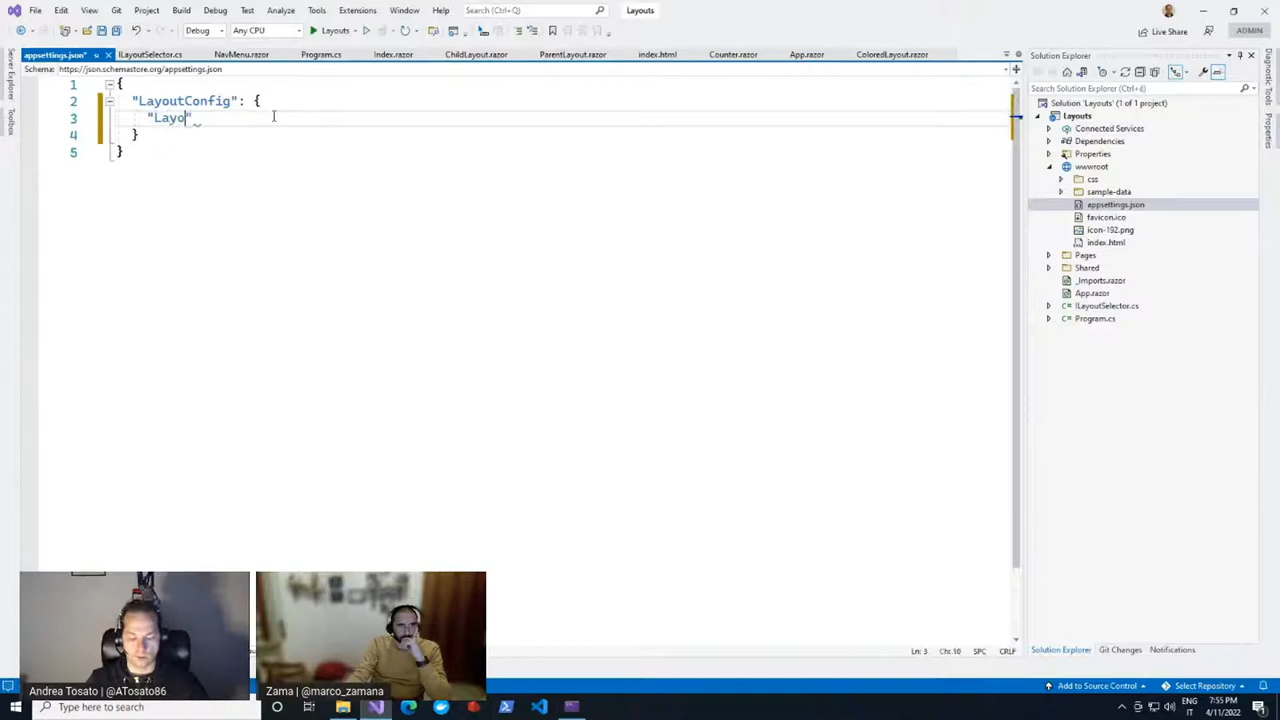 File Edit View Git Project Build Debug Test Analyze Tools Extensions Window Help Search (Ctrl+Q) Layouts
Debug Any CPU Layouts Live Share ADMIN
appsettings.json* ILayoutSelector.cs NavMenu.razor Program.cs Index.razor ChildLayout.razor ParentLayout.razor index.html Counter.razor App.razor ColoredLayout.razor
Schema: https://json.schemastore.org/appsettings.json
1 {
2 "LayoutConfig": {
3 "Layo"
4 }
5 }
Server Explorer
Toolbox
Solution Explorer
Search Solution Explorer (Ctrl+è)
Solution 'Layouts' (1 of 1 project)
Layouts
Connected Services
Dependencies
Properties
wwwroot
css
sample-data
appsettings.json
favicon.ico
icon-192.png
index.html
Pages
Shared
_Imports.razor
App.razor
C# ILayoutSelector.cs
C# Program.cs
Diagnostic Tools
Properties
Ln: 3 Ch: 10 SPC CRLF
Solution Explorer Git Changes Notifications
Andrea Tosato | @ATosato86
Zama | @marco_zamana
Add to Source Control Select Repository
Type here to search
ENG
IT
7:55 PM
4/11/2022